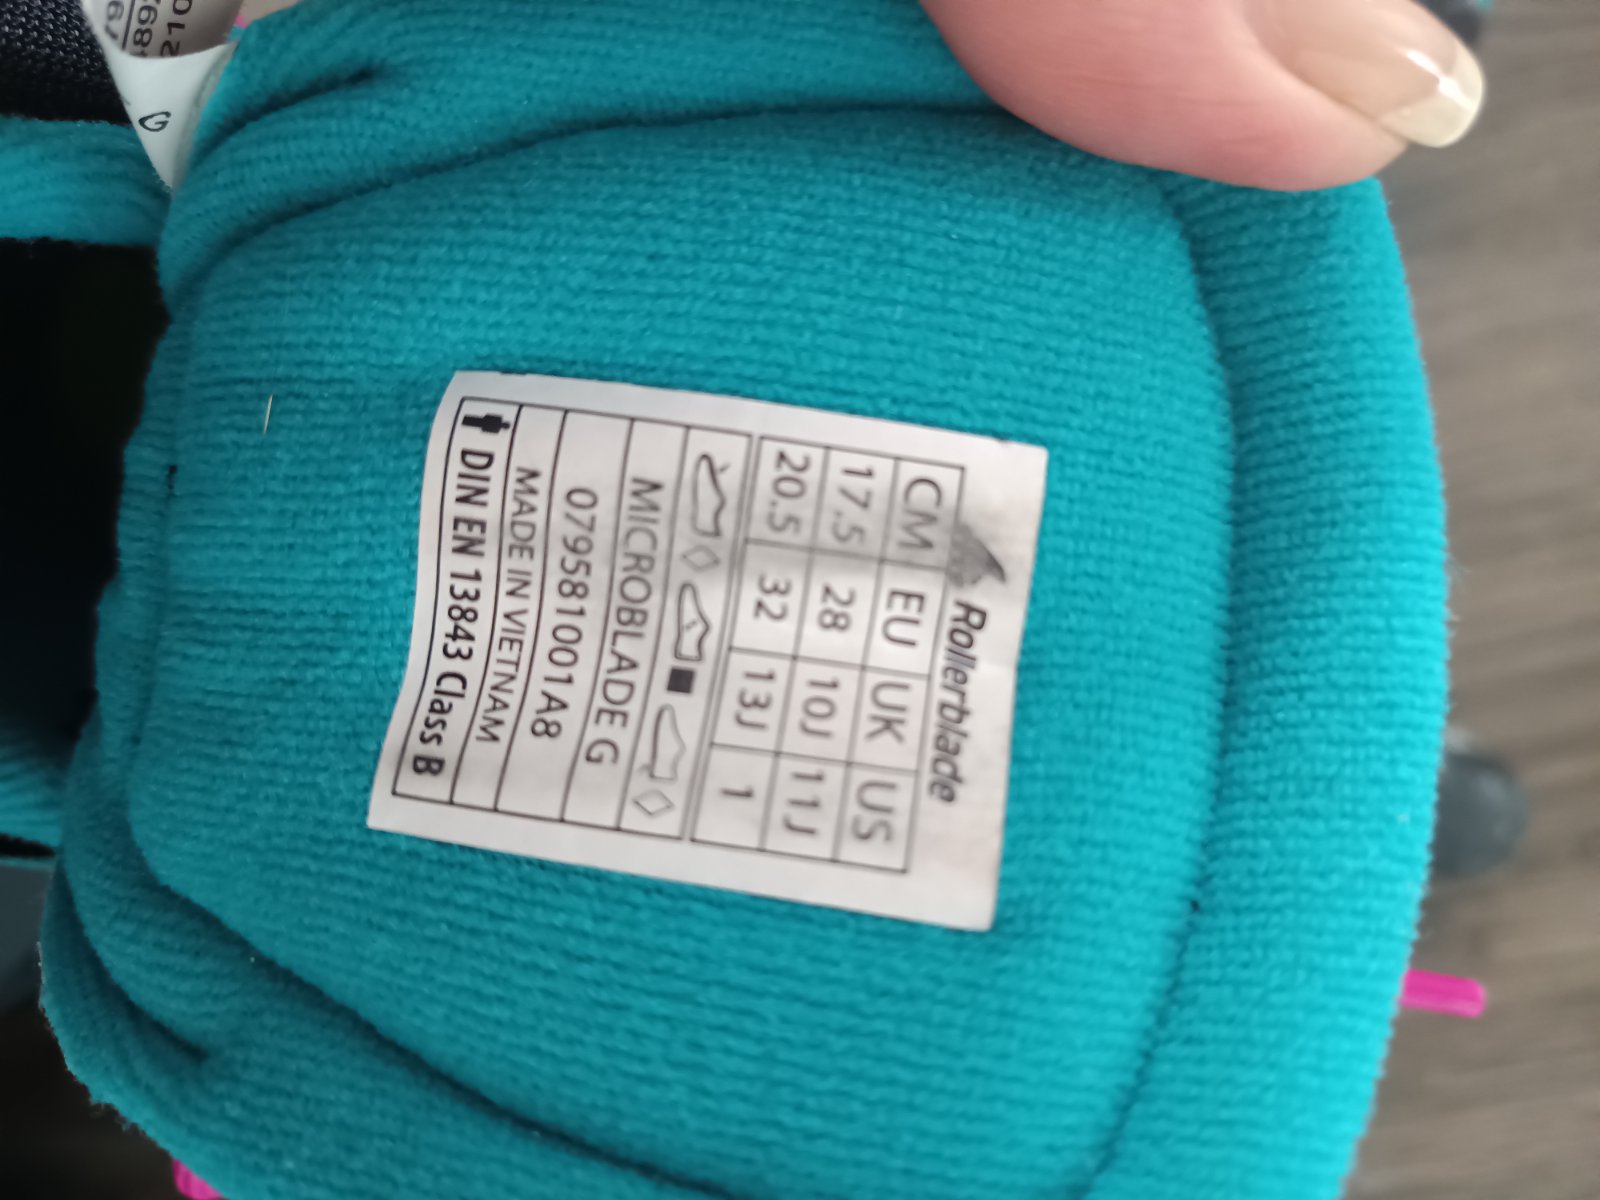 Rollerblade
CM EU UK US
17.5 28 10J 11J
20.5 32 13J 1
MICROBLADE G
07958100 1A8
MADE IN VIETNAM
DIN EN 13843 Class B
G